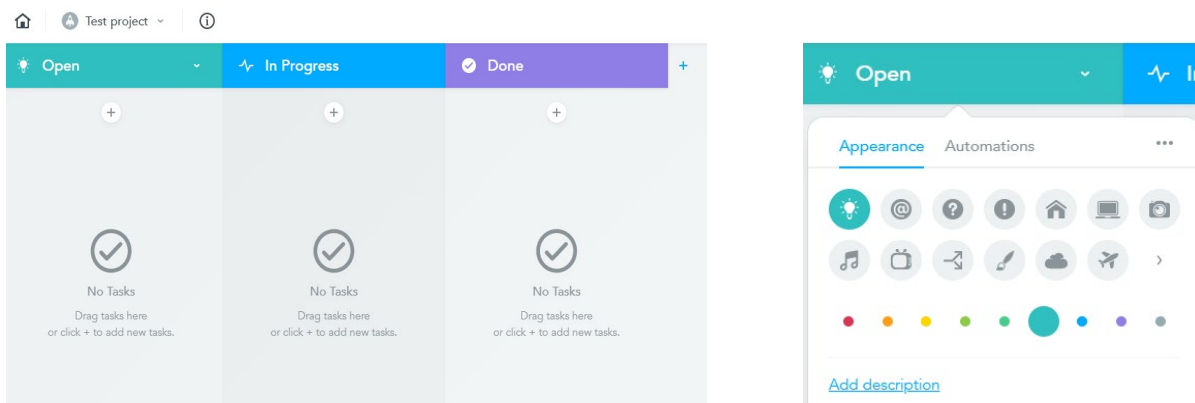 Test project
Open
In Progress
Done
+
+
+
+
No Tasks
Drag tasks here
or click + to add new tasks.
No Tasks
Drag tasks here
or click + to add new tasks.
No Tasks
Drag tasks here
or click + to add new tasks.
Open
Appearance
Automations
Add description